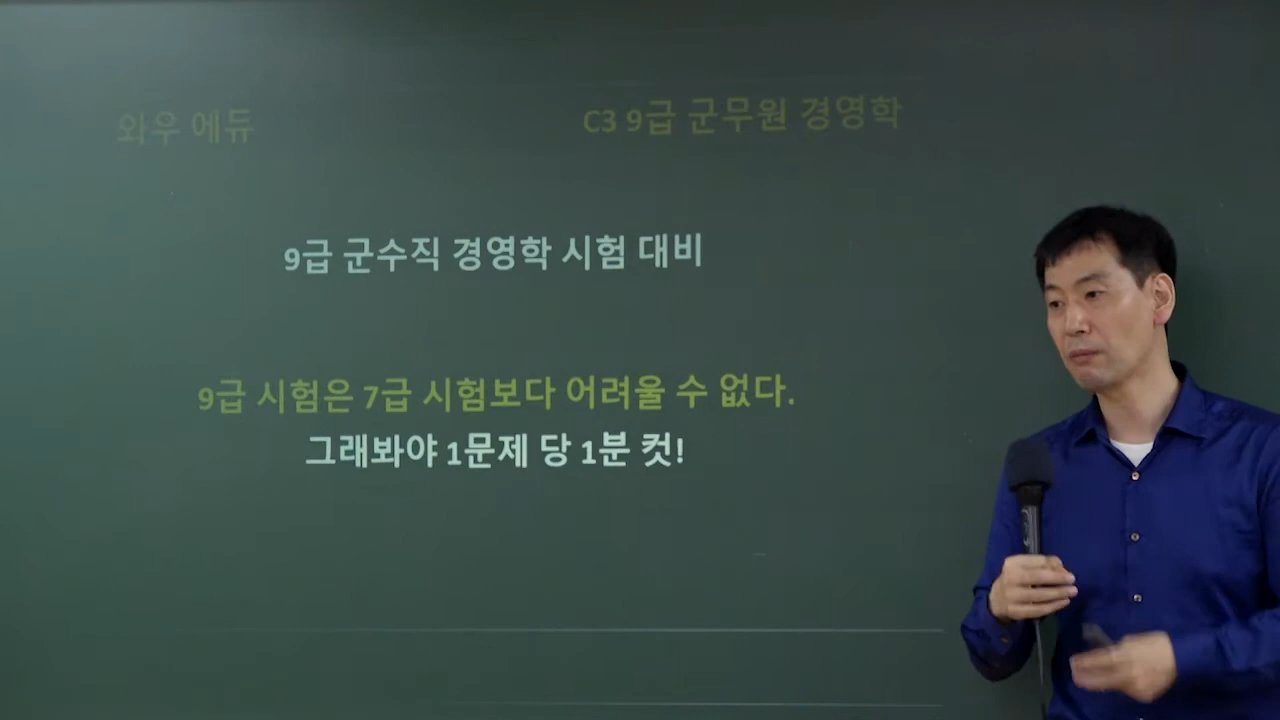 와우 에듀
C3 9급 군무원 경영학
9급 군수직 경영학 시험 대비
9급 시험은 7급 시험보다 어려울 수 없다.
그래봐야 1문제 당 1분 컷!